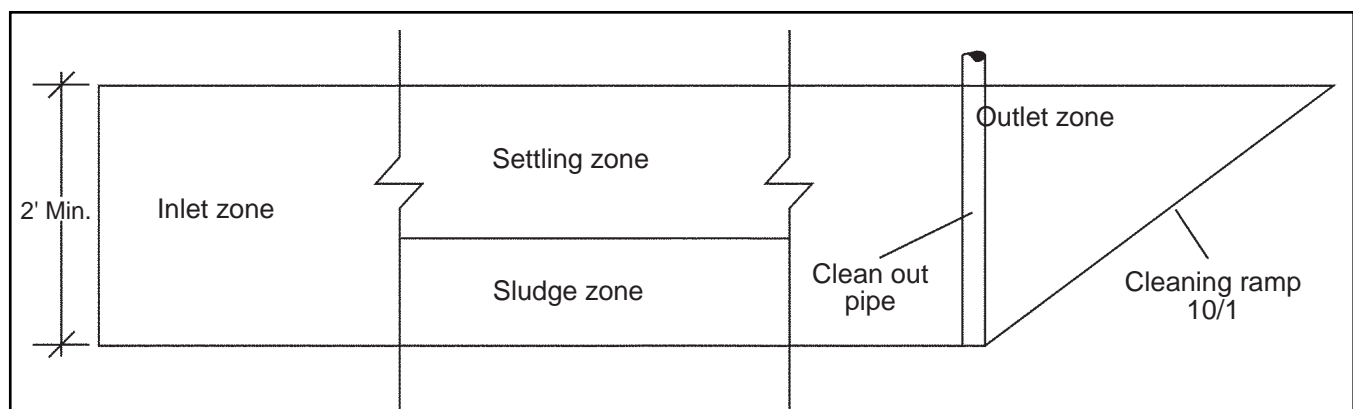 2' Min.
Inlet zone
Settling zone
Sludge zone
Clean out
pipe
Outlet zone
Cleaning ramp
10/1